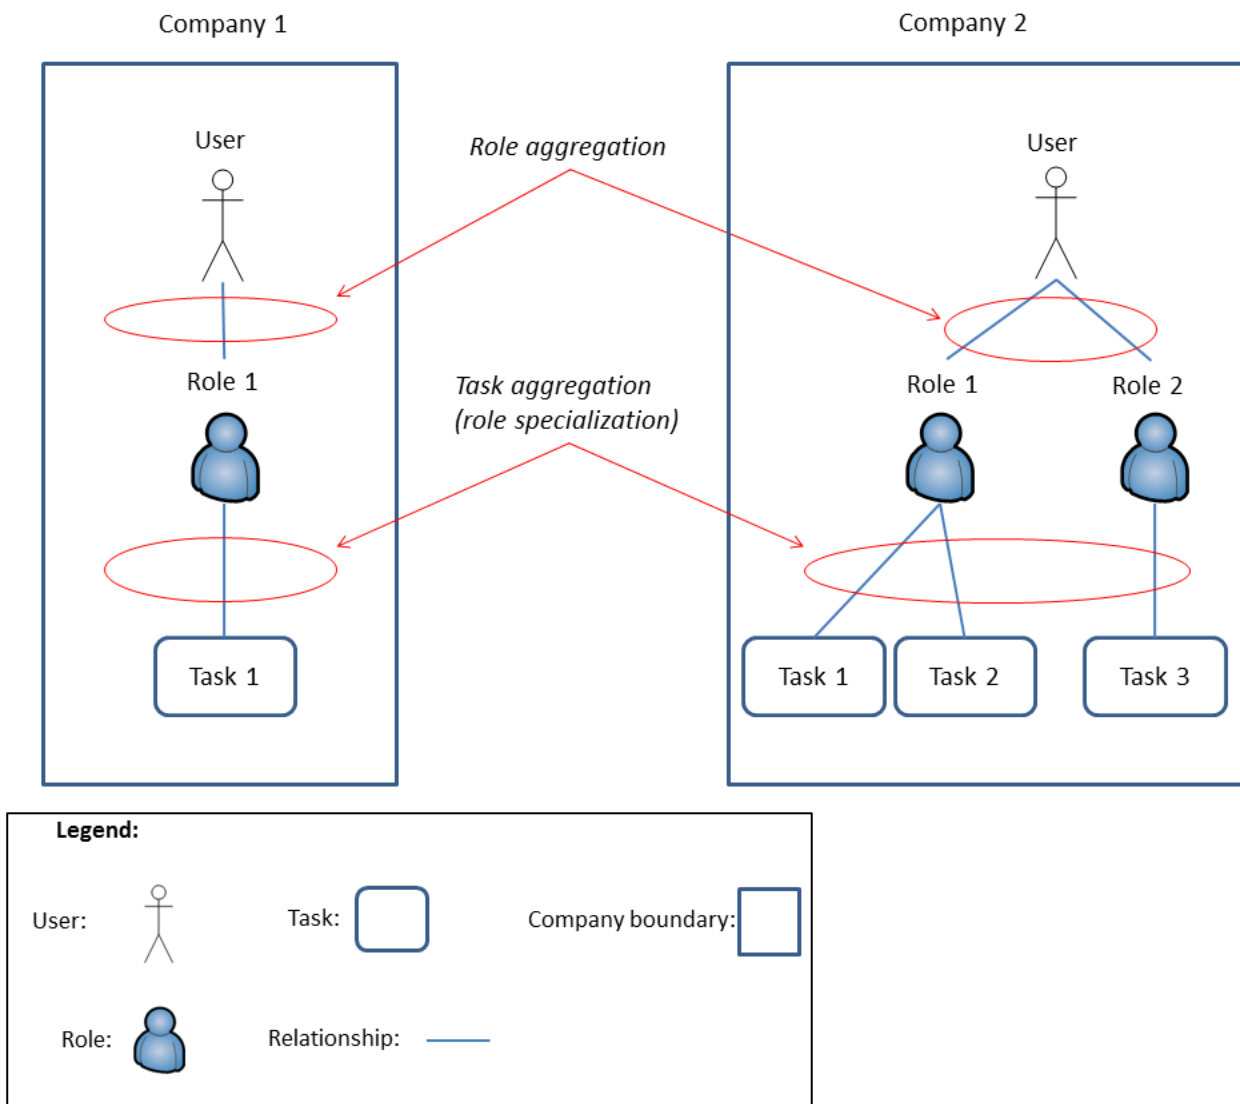 Company 1
Company 2
User
Role aggregation
User
Role 1
Task aggregation
(role specialization)
Role 1
Role 2
Task 1
Task 1
Task 2
Task 3
Legend:
User:
Task:
Company boundary:
Role:
Relationship: